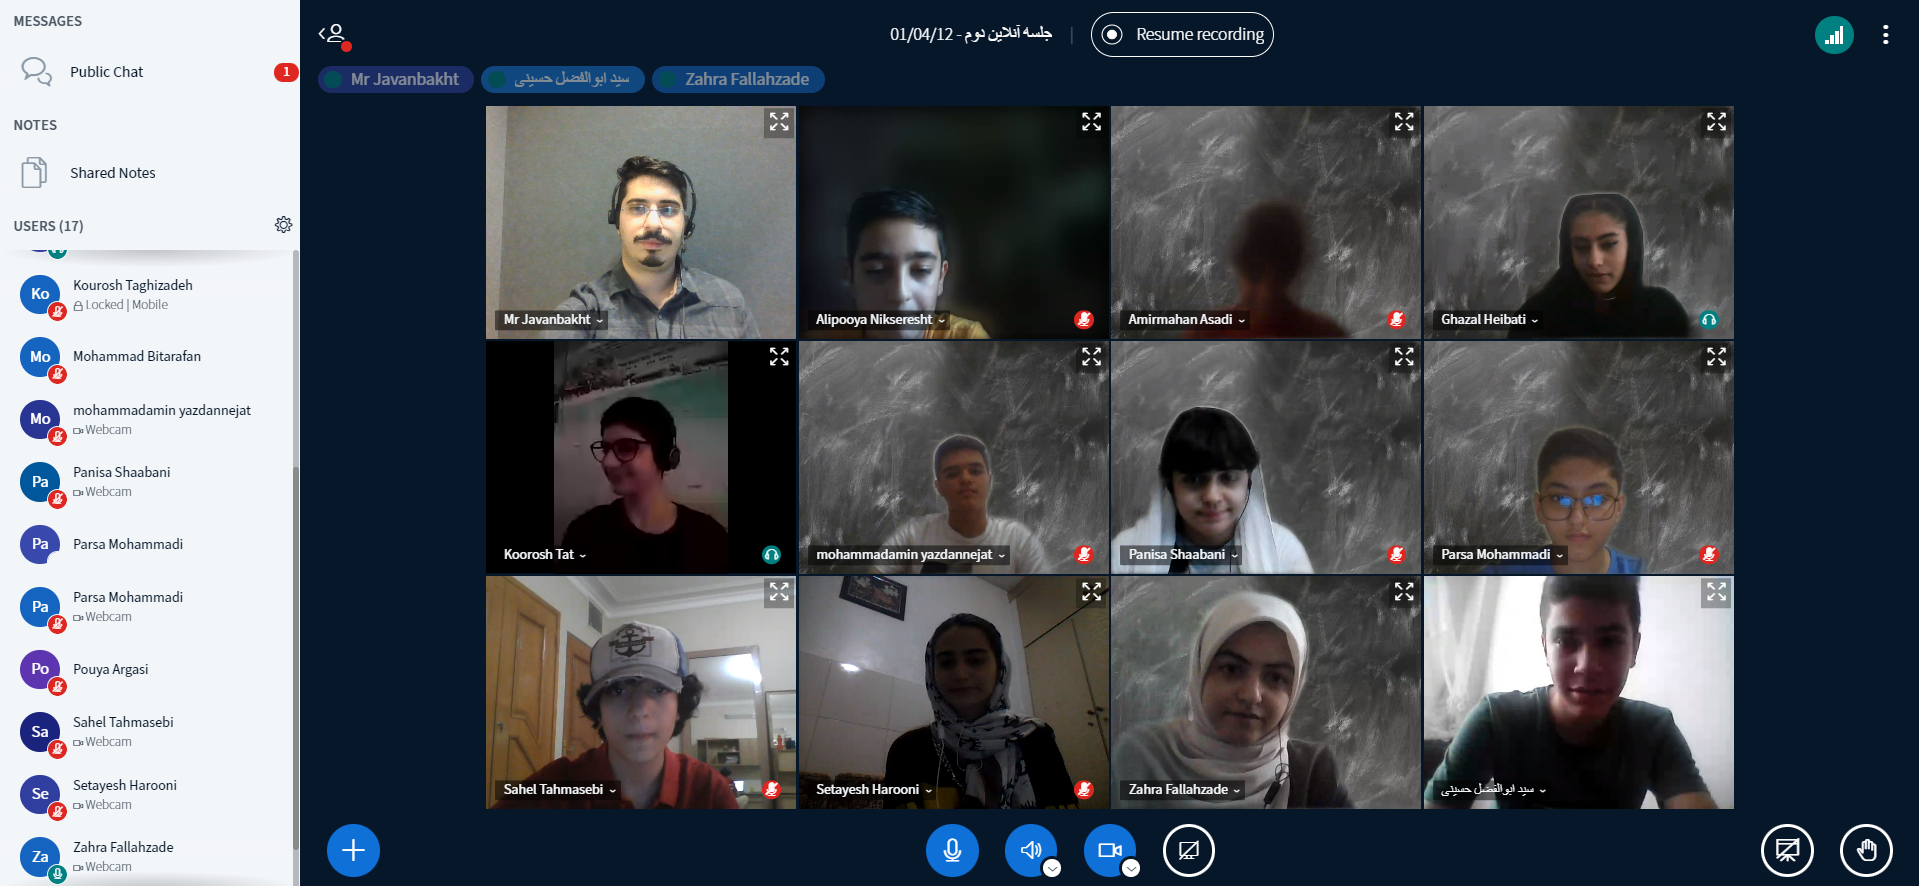 MESSAGES
Public Chat
1
NOTES
Shared Notes
USERS (17)
Ko
Kourosh Taghizadeh
Locked | Mobile
Mo
Mohammad Bitarafan
Mo
mohammadamin yazdannejat
Webcam
Pa
Panisa Shaabani
Webcam
Pa
Parsa Mohammadi
Pa
Parsa Mohammadi
Webcam
Po
Pouya Argasi
Sa
Sahel Tahmasebi
Webcam
Se
Setayesh Harooni
Webcam
Za
Zahra Fallahzade
Webcam
جلسه آنلاین دوم - 01/04/12
Resume recording
Mr Javanbakht
سید ابوالفضل حسینی
Zahra Fallahzade
Mr Javanbakht
Alipooya Nikseresht
Amirmahan Asadi
Ghazal Heibati
Koorosh Tat
mohammadamin yazdannejat
Panisa Shaabani
Parsa Mohammadi
Sahel Tahmasebi
Setayesh Harooni
Zahra Fallahzade
سید ابوالفضل حسینی